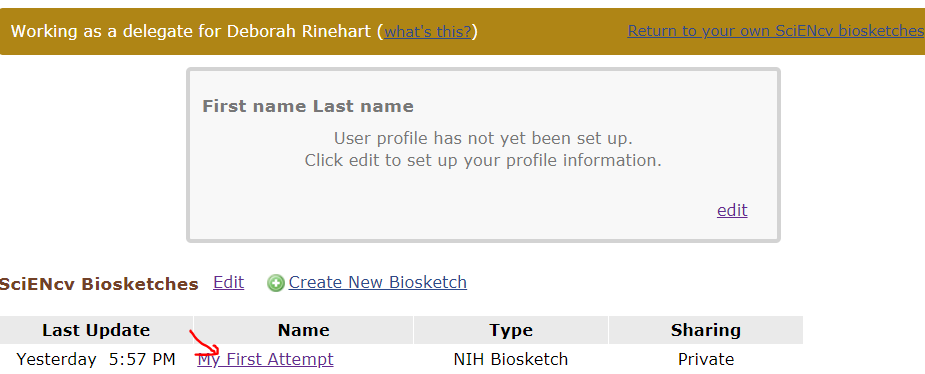 Working as a delegate for Deborah Rinehart (what's this?) Return to your own SciENcv biosketches
First name Last name
User profile has not yet been set up.
Click edit to set up your profile information.
edit
SciENcv Biosketches Edit Create New Biosketch
Last Update Name Type Sharing
Yesterday 5:57 PM My First Attempt NIH Biosketch Private